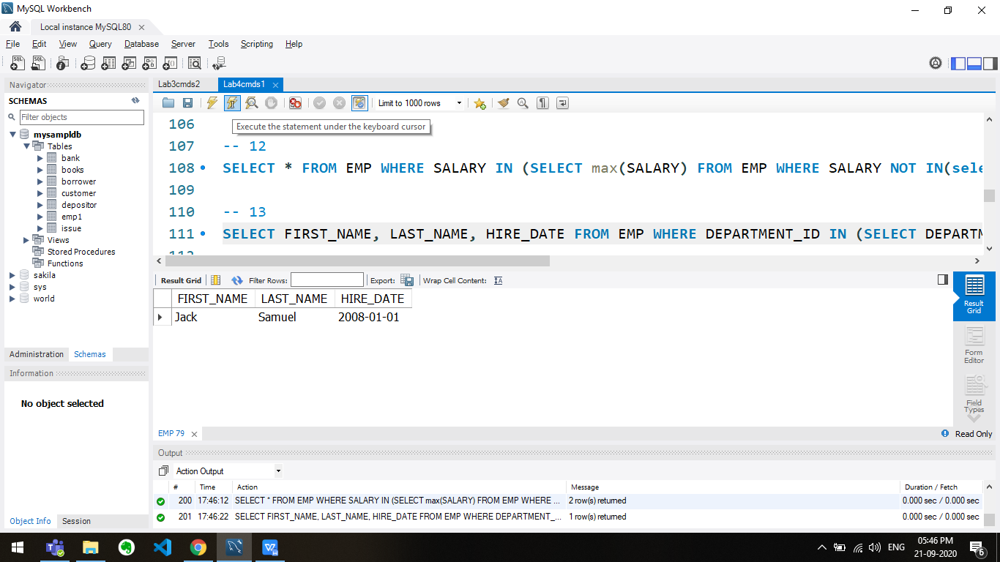 MySQL Workbench
Local instance MySQL80
File Edit View Query Database Server Tools Scripting Help
Navigator
SCHEMAS
Filter objects
mysampldb
Tables
bank
books
borrower
customer
depositor
emp1
issue
Views
Stored Procedures
Functions
sakila
sys
world
Administration Schemas
Information
No object selected
Object Info Session
Lab3cmds2 Lab4cmds1
Limit to 1000 rows
Execute the statement under the keyboard cursor
106
107 -- 12
108 SELECT * FROM EMP WHERE SALARY IN (SELECT max(SALARY) FROM EMP WHERE SALARY NOT IN(sele
109
110 -- 13
111 SELECT FIRST_NAME, LAST_NAME, HIRE_DATE FROM EMP WHERE DEPARTMENT_ID IN (SELECT DEPARTM
112
Result Grid Filter Rows: Export: Wrap Cell Content:
FIRST_NAME LAST_NAME HIRE_DATE
Jack Samuel 2008-01-01
Result
Grid
Form
Editor
Field
Types
EMP 79
Read Only
Output
Action Output
# Time Action Message Duration / Fetch
200 17:46:12 SELECT * FROM EMP WHERE SALARY IN (SELECT max(SALARY) FROM EMP WHERE ... 2 row(s) returned 0.000 sec / 0.000 sec
201 17:46:22 SELECT FIRST_NAME, LAST_NAME, HIRE_DATE FROM EMP WHERE DEPARTMENT_... 1 row(s) returned 0.000 sec / 0.000 sec
ENG
05:46 PM
21-09-2020
6